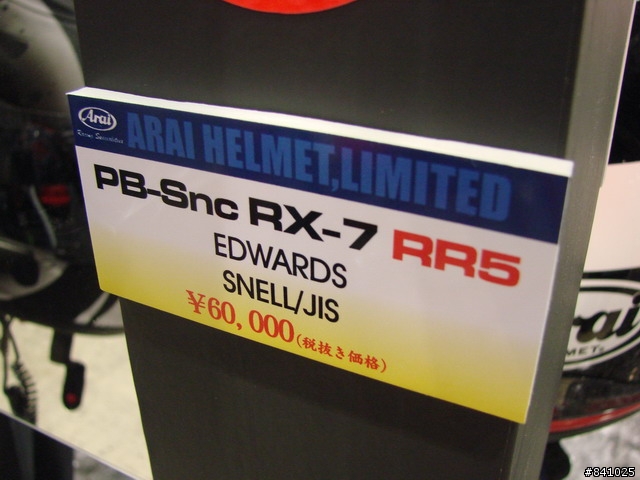 Arai
ARAI HELMET,LIMITED
PB-Snc RX-7 RR5
EDWARDS
SNELL/JIS
¥60,000(税抜き価格)
Arai
#841025